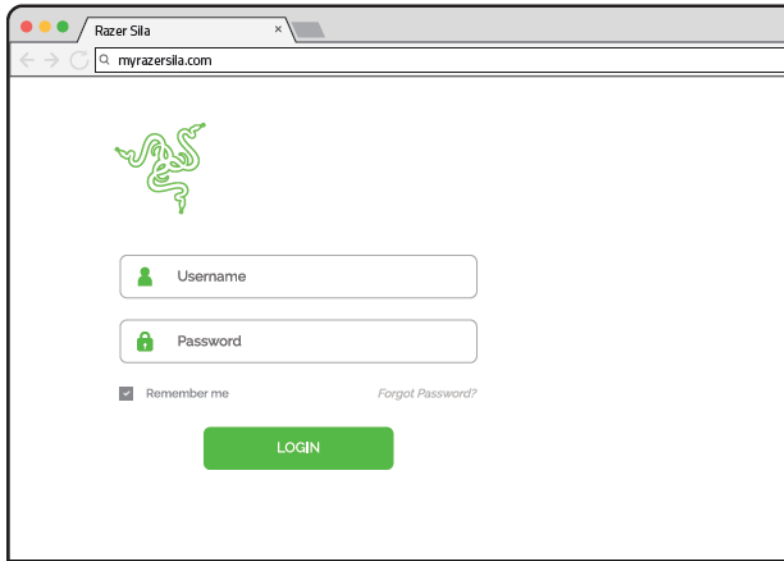 Razer Sila ×
myrazersila.com
Username
Password
Remember me Forgot Password?
LOGIN